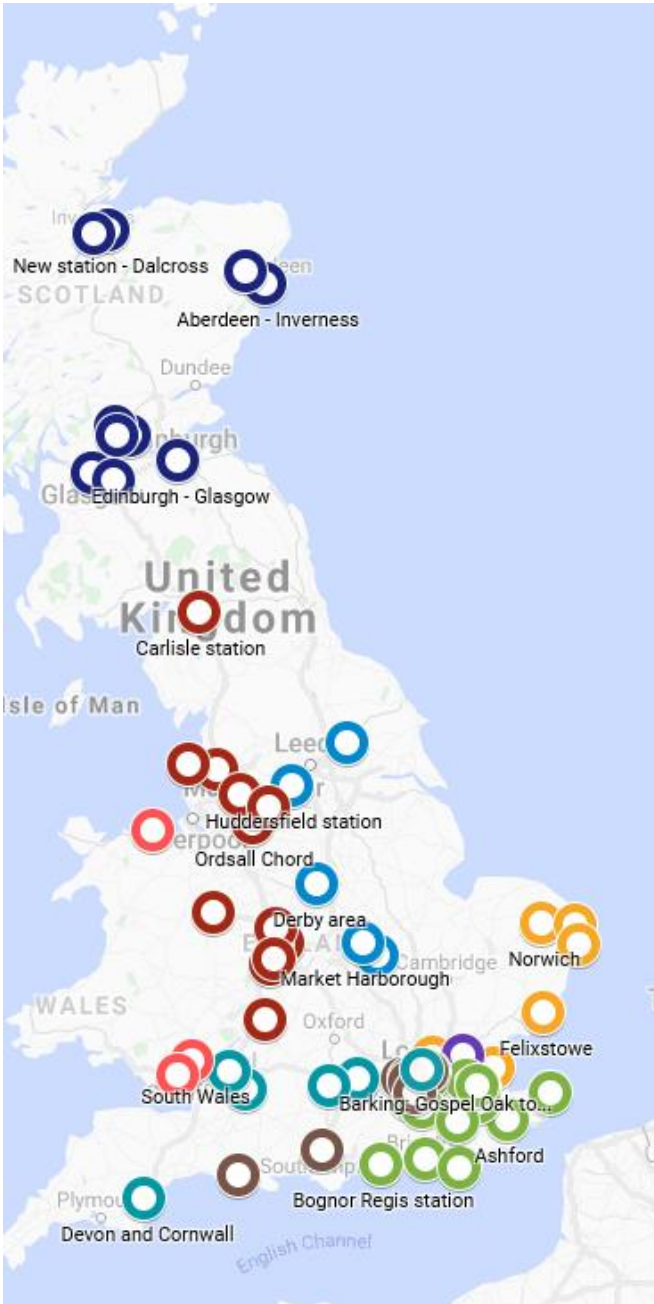 New station - Dalcross
SCOTLAND
Aberdeen - Inverness
Dundee
Edinburgh - Glasgow
United
Kingdom
Carlisle station
Isle of Man
Huddersfield station
Ordsall Chord
Derby area
Market Harborough
Cambridge
Norwich
WALES
Oxford
Felixstowe
South Wales
Barking: Gospel Oak to...
Ashford
Bognor Regis station
Devon and Cornwall
English Channel